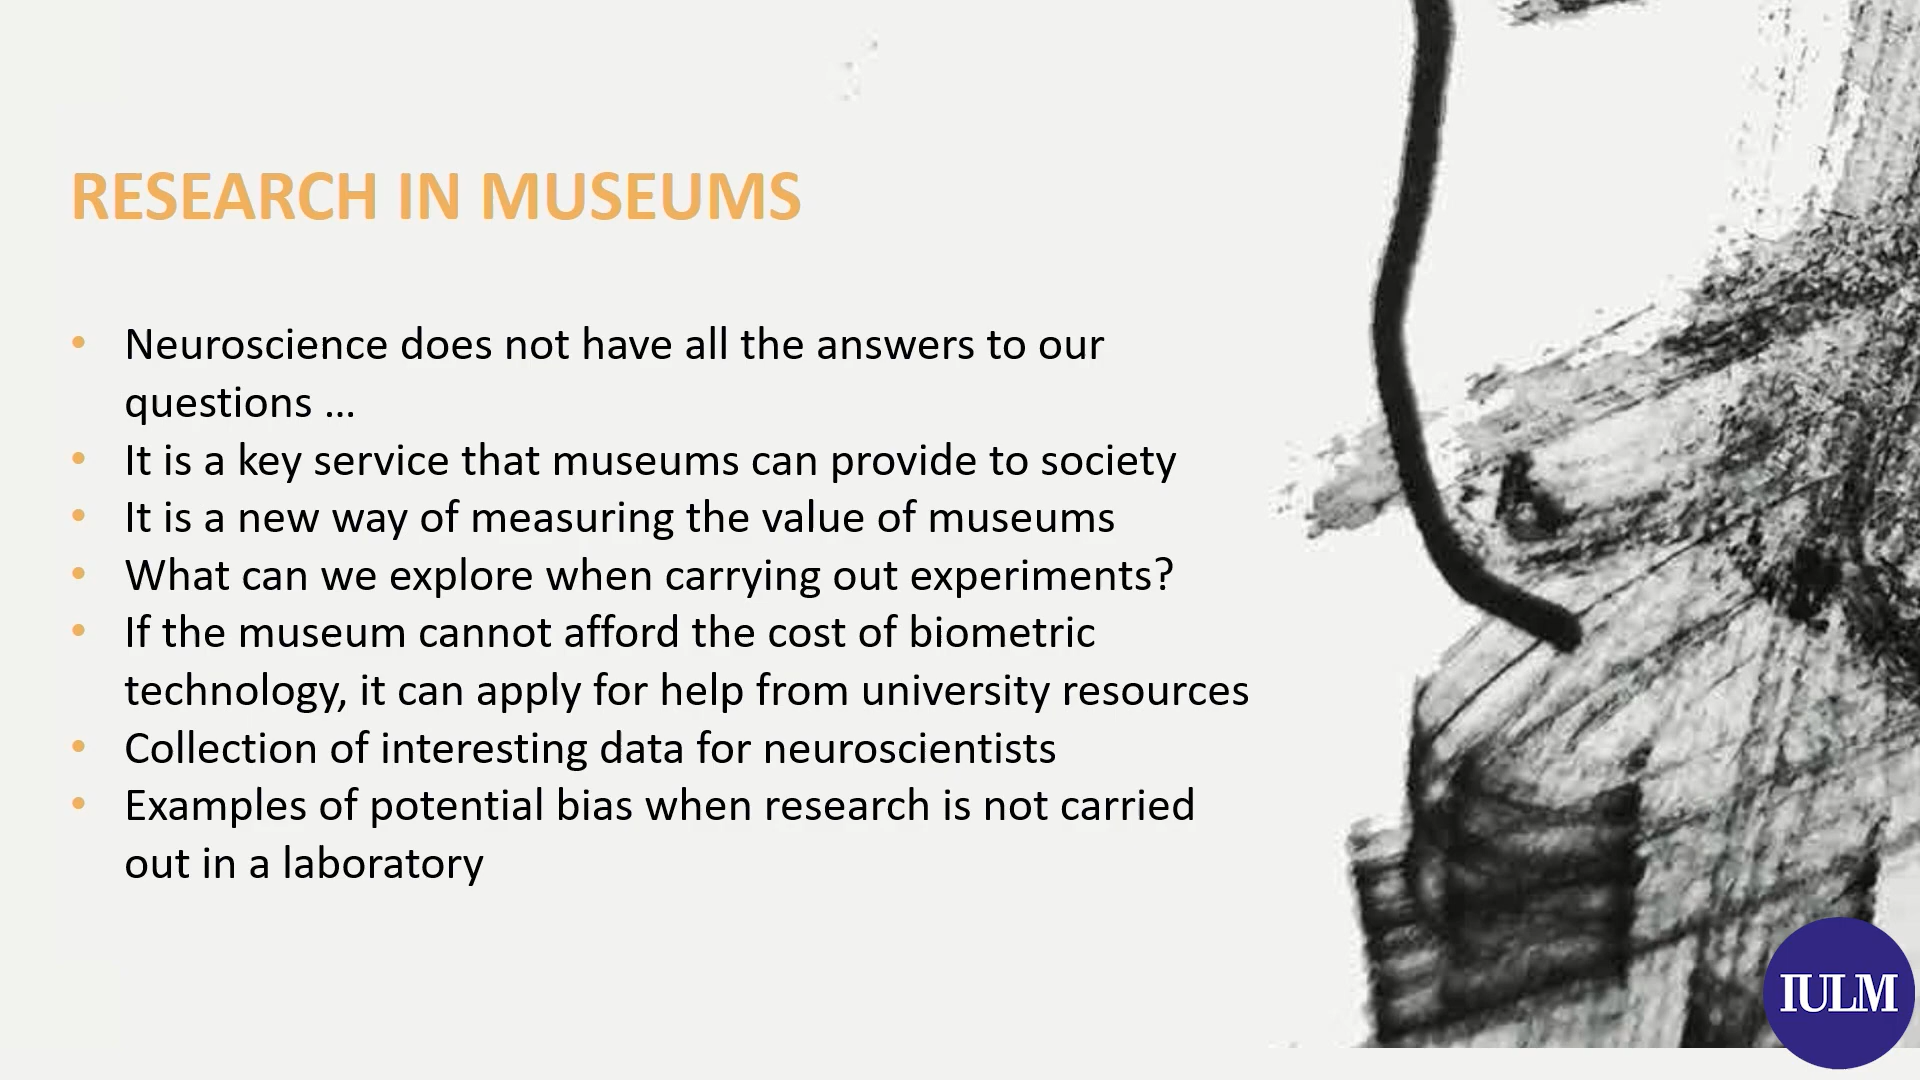 RESEARCH IN MUSEUMS
• Neuroscience does not have all the answers to our
questions ...
• It is a key service that museums can provide to society
• It is a new way of measuring the value of museums
• What can we explore when carrying out experiments?
• If the museum cannot afford the cost of biometric
technology, it can apply for help from university resources
• Collection of interesting data for neuroscientists
• Examples of potential bias when research is not carried
out in a laboratory
IULM